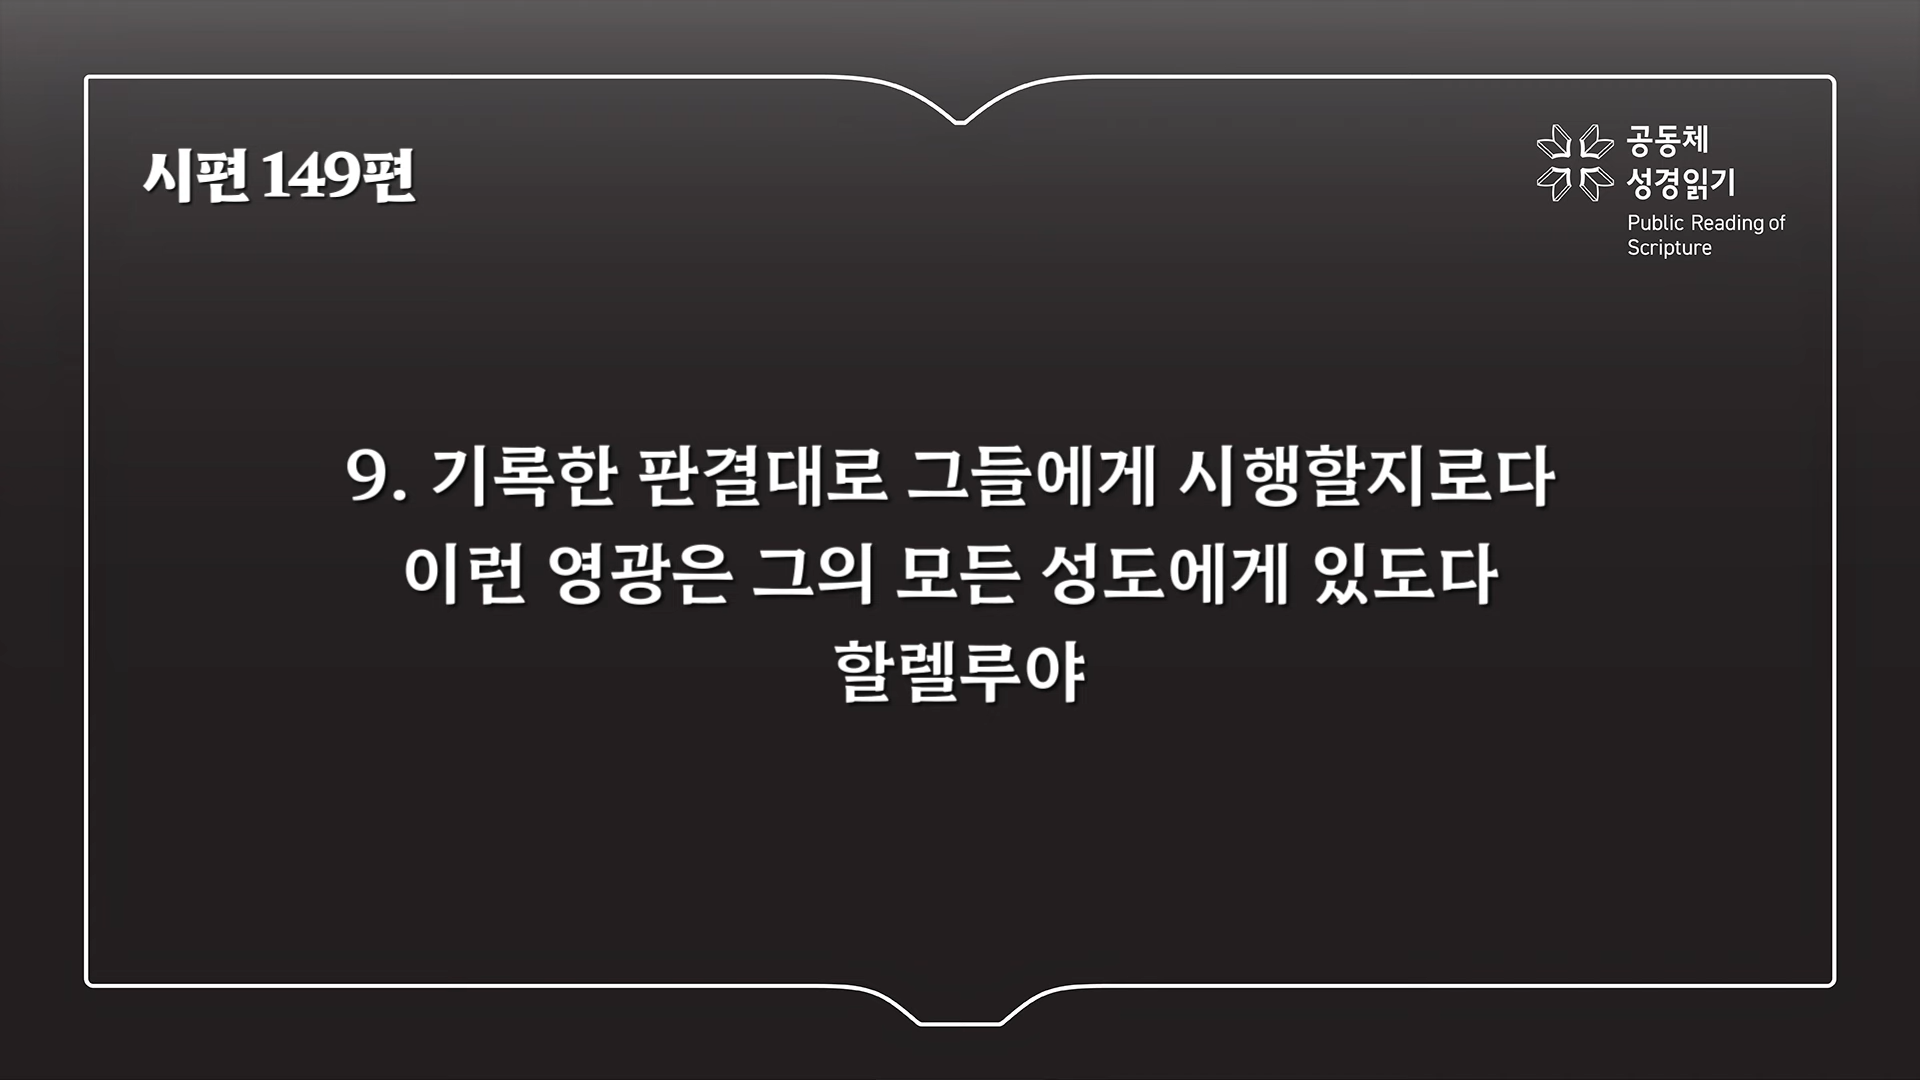 시편 149편
공동체
성경읽기
Public Reading of
Scripture
9. 기록한 판결대로 그들에게 시행할지로다
이런 영광은 그의 모든 성도에게 있도다
할렐루야